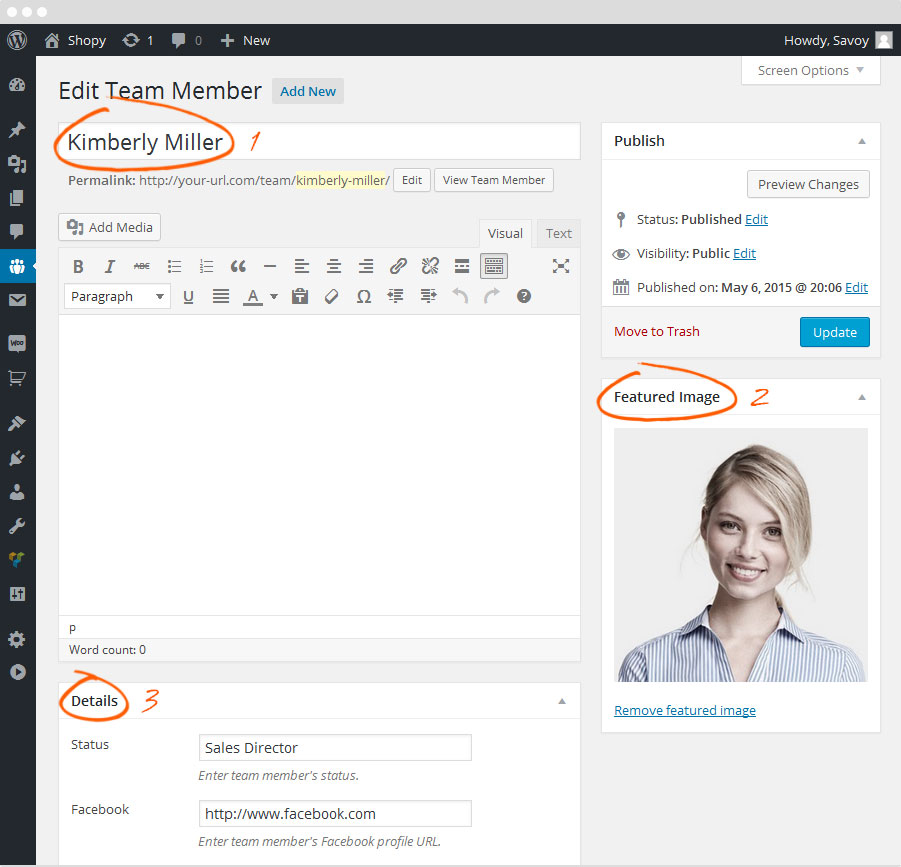 Shopy 1 0 + New Howdy, Savoy
Screen Options
Edit Team Member Add New
Kimberly Miller 1
Permalink: http://your-url.com/team/kimberly-miller/ Edit View Team Member
Add Media
Visual Text
B I ABC
Paragraph U A Ω ?
p
Word count: 0
Details 3
Status Sales Director
Enter team member's status.
Facebook http://www.facebook.com
Enter team member's Facebook profile URL.
Publish
Preview Changes
Status: Published Edit
Visibility: Public Edit
Published on: May 6, 2015 @ 20:06 Edit
Move to Trash Update
Featured Image 2
Remove featured image
Woo